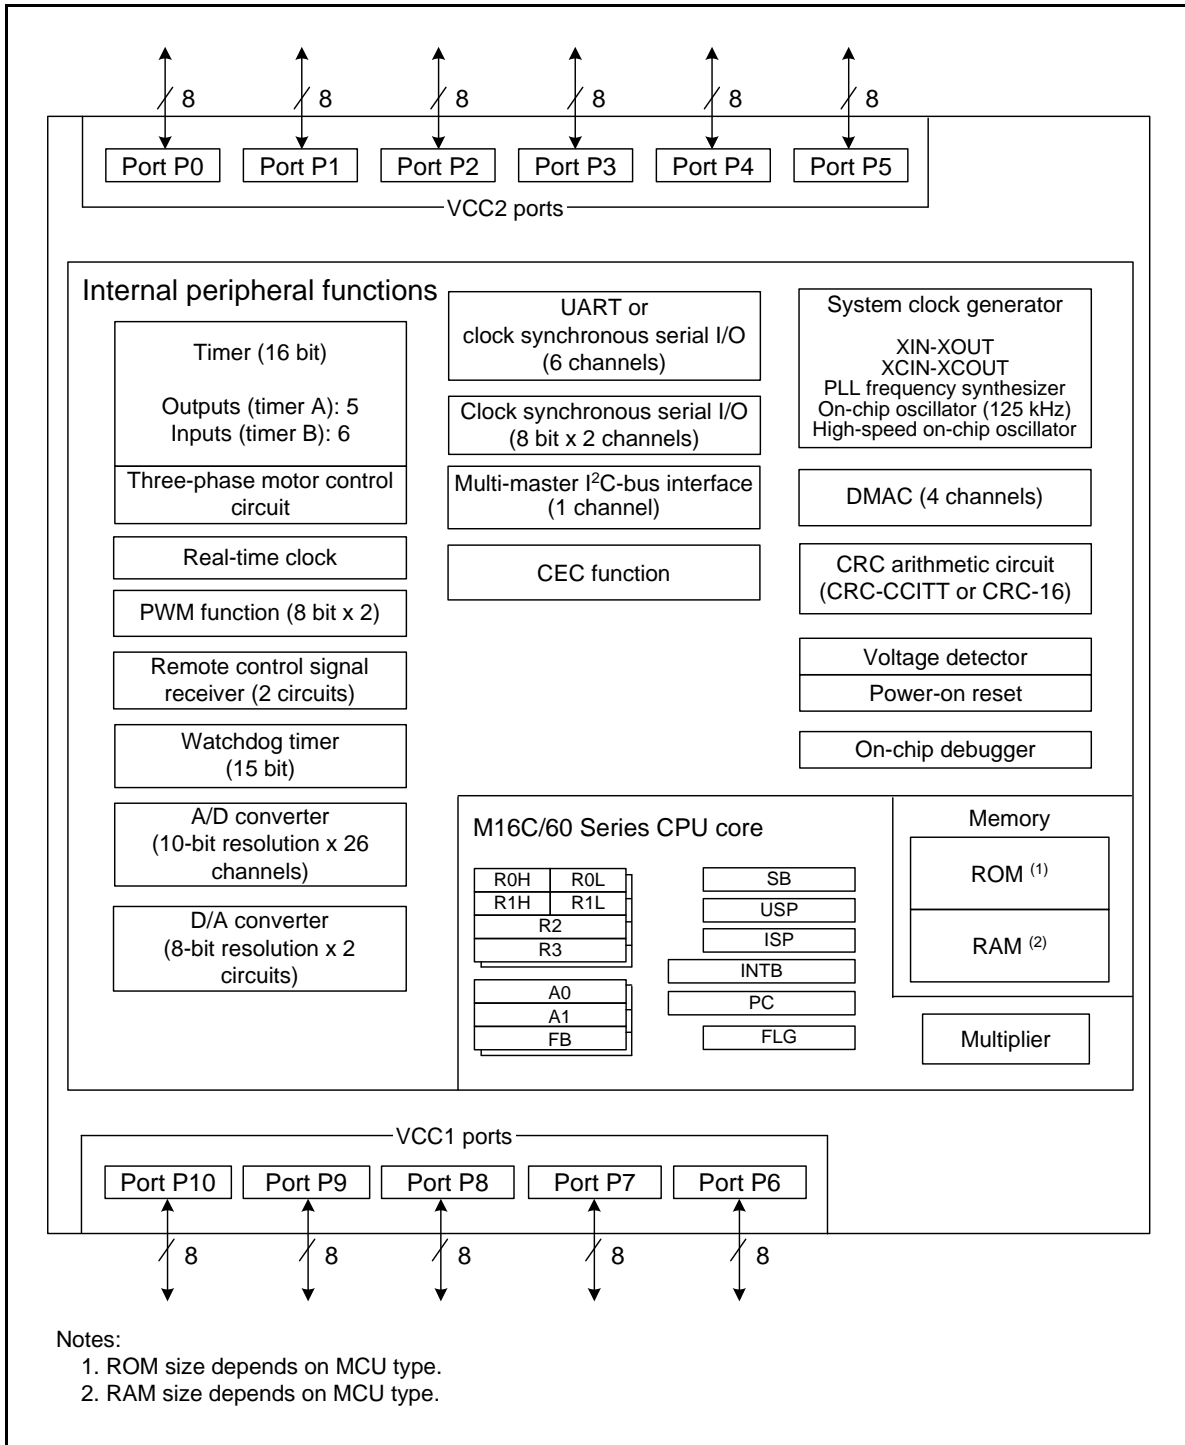 8 8 8 8 8 8
Port P0 Port P1 Port P2 Port P3 Port P4 Port P5
VCC2 ports
Internal peripheral functions
Timer (16 bit)
Outputs (timer A): 5
Inputs (timer B): 6
Three-phase motor control
circuit
Real-time clock
PWM function (8 bit x 2)
Remote control signal
receiver (2 circuits)
Watchdog timer
(15 bit)
A/D converter
(10-bit resolution x 26
channels)
D/A converter
(8-bit resolution x 2
circuits)
UART or
clock synchronous serial I/O
(6 channels)
Clock synchronous serial I/O
(8 bit x 2 channels)
Multi-master I²C-bus interface
(1 channel)
CEC function
System clock generator
XIN-XOUT
XCIN-XCOUT
PLL frequency synthesizer
On-chip oscillator (125 kHz)
High-speed on-chip oscillator
DMAC (4 channels)
CRC arithmetic circuit
(CRC-CCITT or CRC-16)
Voltage detector
Power-on reset
On-chip debugger
M16C/60 Series CPU core
R0H R0L
R1H R1L
R2
R3
A0
A1
FB
SB
USP
ISP
INTB
PC
FLG
Memory
ROM (1)
RAM (2)
Multiplier
VCC1 ports
Port P10 Port P9 Port P8 Port P7 Port P6
8 8 8 8 8
Notes:
1. ROM size depends on MCU type.
2. RAM size depends on MCU type.